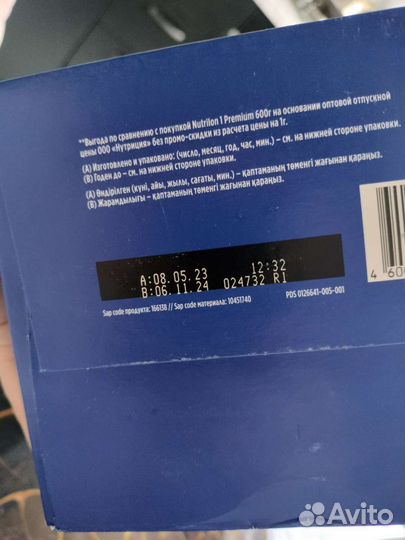 **Выгода по сравнению с покупкой Nutrilon 1 Premium 600г на основании оптовой отпускной
цены ООО «Нутриция» без промо-скидки из расчета цены на 1г.
(А) Изготовлено и упаковано: (число, месяц, год, час, мин.) – см. на нижней стороне упаковки.
(В) Годен до – см. на нижней стороне упаковки.
(А) Өндірілген (күні, айы, жылы, сағаты, мин.) – қаптаманың төменгі жағынан қараңыз.
(В) Жарамдылығы – қаптаманың төменгі жағынан қараңыз.
A:08.05.23 12:32
B:06.11.24 024732 R1
Sap code продукта: 166138 // Sap code материала: 10451740
PDS 0126641-005-001
4 600
Avito